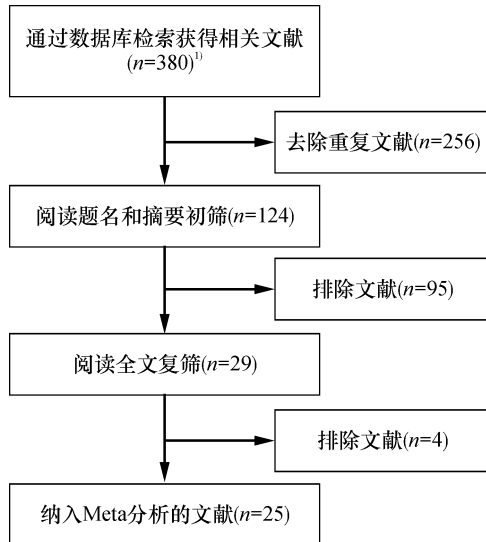 通过数据库检索获得相关文献
(n=380)1)
去除重复文献(n=256)
阅读题名和摘要初筛(n=124)
排除文献(n=95)
阅读全文复筛(n=29)
排除文献(n=4)
纳入Meta分析的文献(n=25)